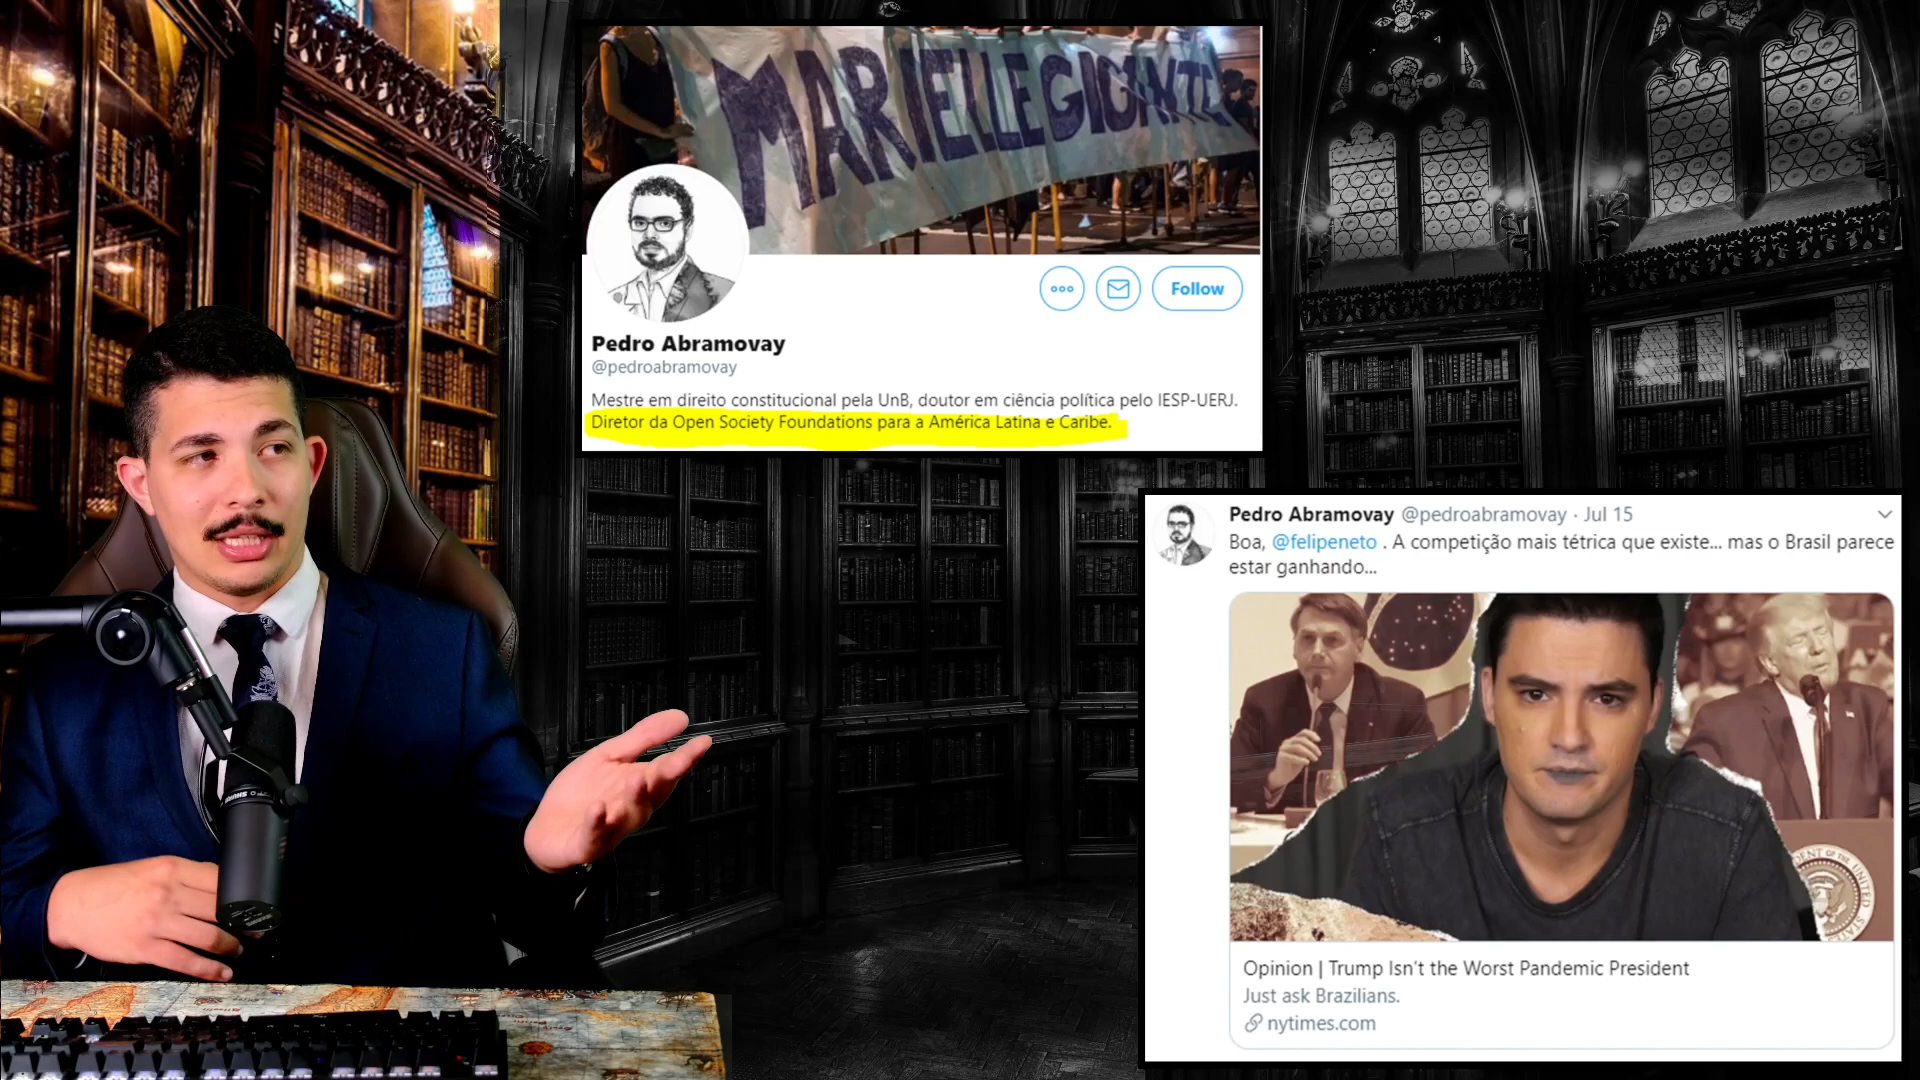 MARIELLE GIGANTE
Follow
Pedro Abramovay
@pedroabramovay
Mestre em direito constitucional pela UnB, doutor em ciência política pelo IESP-UERJ.
Diretor da Open Society Foundations para a América Latina e Caribe.
Pedro Abramovay @pedroabramovay · Jul 15
Boa, @felipeneto . A competição mais tétrica que existe... mas o Brasil parece
estar ganhando...
Opinion | Trump Isn't the Worst Pandemic President
Just ask Brazilians.
nytimes.com
SHURE